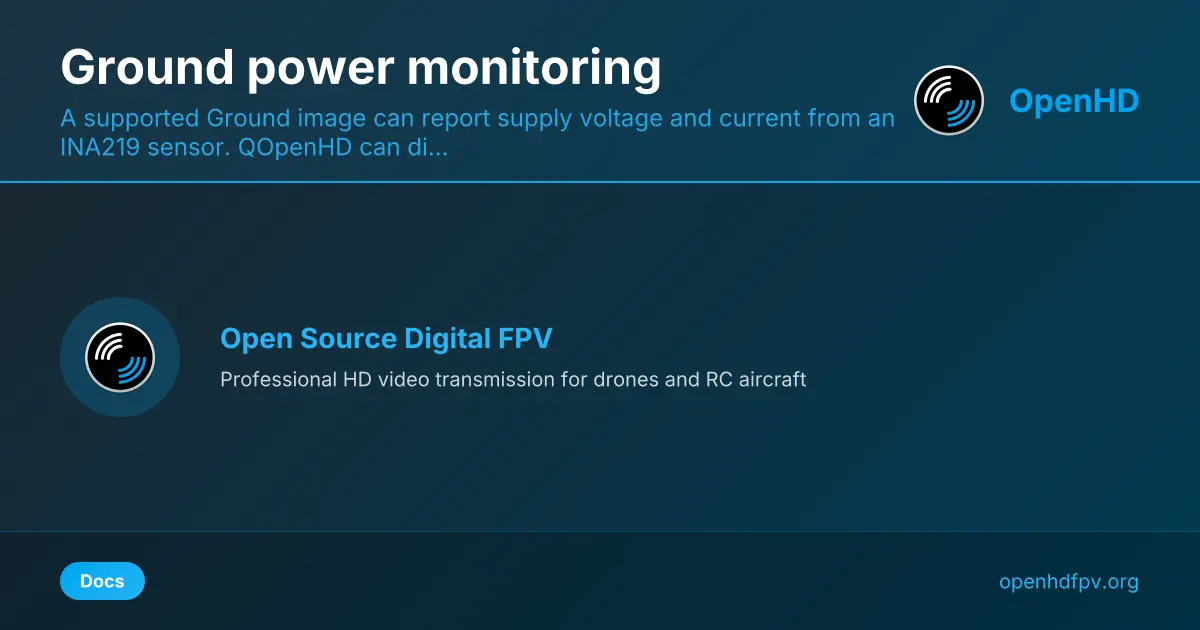 Ground power monitoring
A supported Ground image can report supply voltage and current from an
INA219 sensor. QOpenHD can di...
OpenHD
Open Source Digital FPV
Professional HD video transmission for drones and RC aircraft
Docs
openhdfpv.org